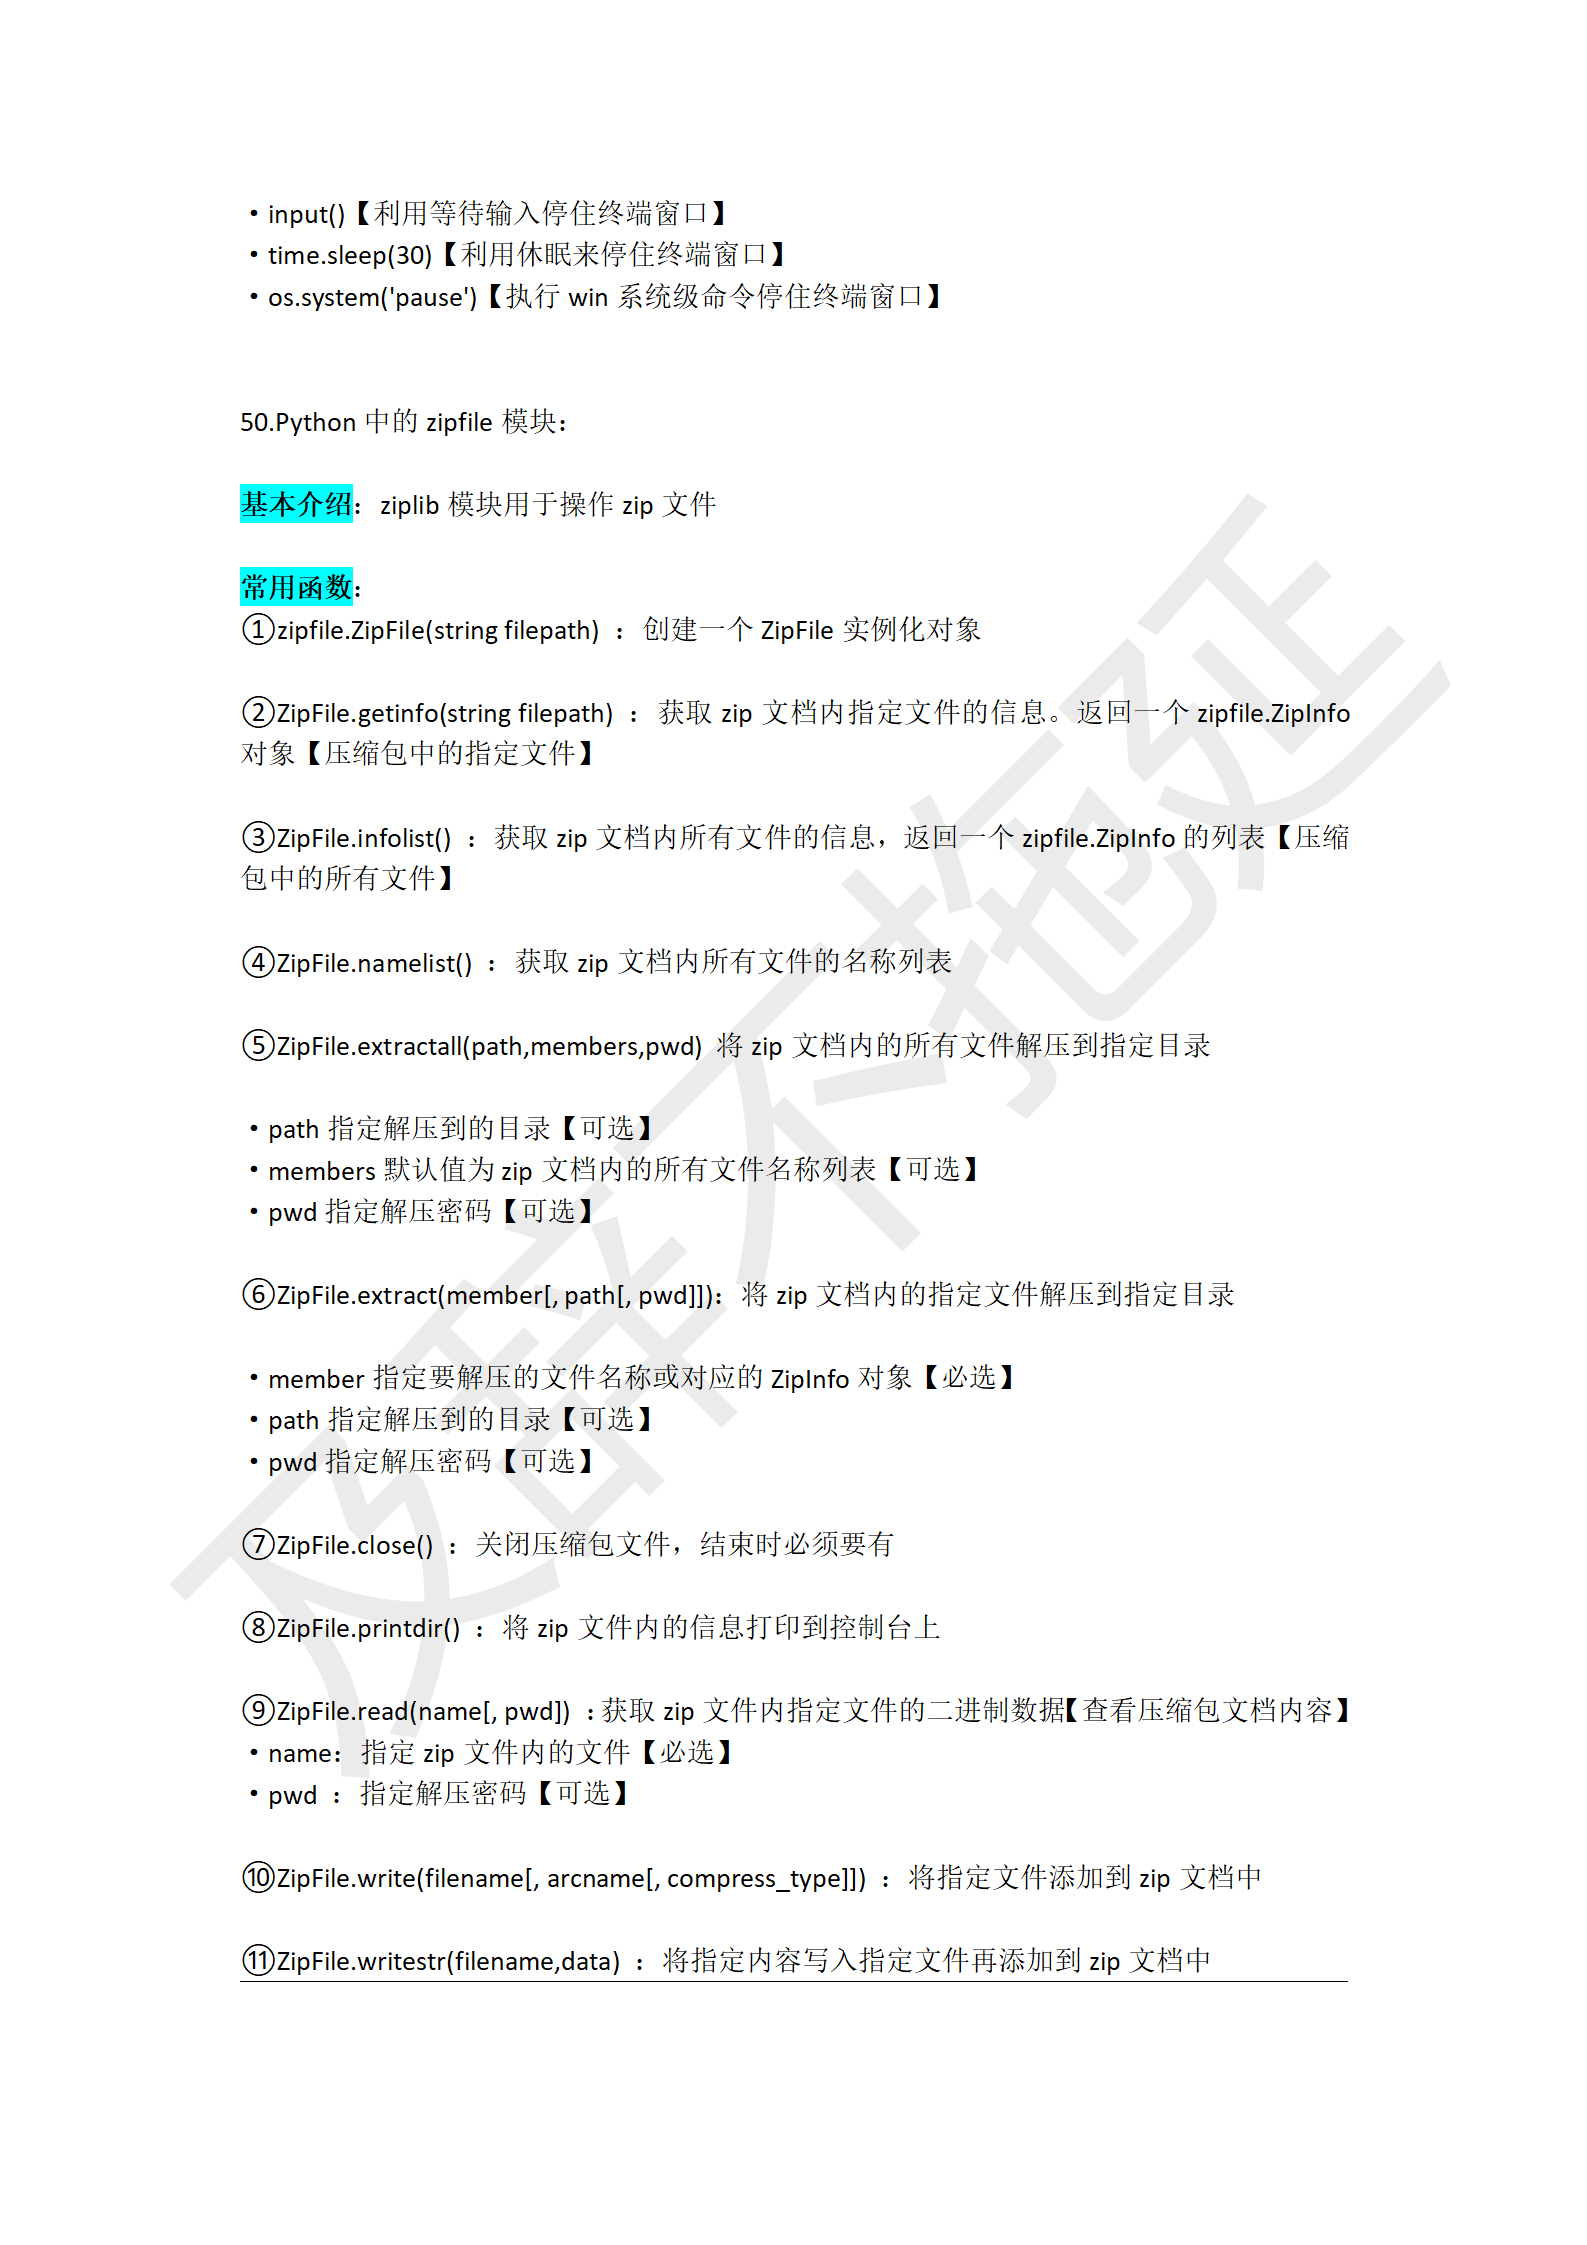 ·input()【利用等待输入停住终端窗口】
·time.sleep(30)【利用休眠来停住终端窗口】
·os.system('pause')【执行 win 系统级命令停住终端窗口】
50.Python 中的 zipfile 模块：
基本介绍：ziplib 模块用于操作 zip 文件
常用函数：
①zipfile.ZipFile(string filepath) ：创建一个 ZipFile 实例化对象
②ZipFile.getinfo(string filepath) ：获取 zip 文档内指定文件的信息。返回一个 zipfile.ZipInfo
对象【压缩包中的指定文件】
③ZipFile.infolist() ：获取 zip 文档内所有文件的信息，返回一个 zipfile.ZipInfo 的列表【压缩
包中的所有文件】
④ZipFile.namelist() ：获取 zip 文档内所有文件的名称列表
⑤ZipFile.extractall(path,members,pwd) 将 zip 文档内的所有文件解压到指定目录
·path 指定解压到的目录【可选】
·members 默认值为 zip 文档内的所有文件名称列表【可选】
·pwd 指定解压密码【可选】
⑥ZipFile.extract(member[, path[, pwd]])：将 zip 文档内的指定文件解压到指定目录
·member 指定要解压的文件名称或对应的 ZipInfo 对象【必选】
·path 指定解压到的目录【可选】
·pwd 指定解压密码【可选】
⑦ZipFile.close() ：关闭压缩包文件，结束时必须要有
⑧ZipFile.printdir() ：将 zip 文件内的信息打印到控制台上
⑨ZipFile.read(name[, pwd]) ：获取 zip 文件内指定文件的二进制数据【查看压缩包文档内容】
·name：指定 zip 文件内的文件【必选】
·pwd ：指定解压密码【可选】
⑩ZipFile.write(filename[, arcname[, compress_type]]) ：将指定文件添加到 zip 文档中
⑪ZipFile.writestr(filename,data) ：将指定内容写入指定文件再添加到 zip 文档中
及辞不拖延